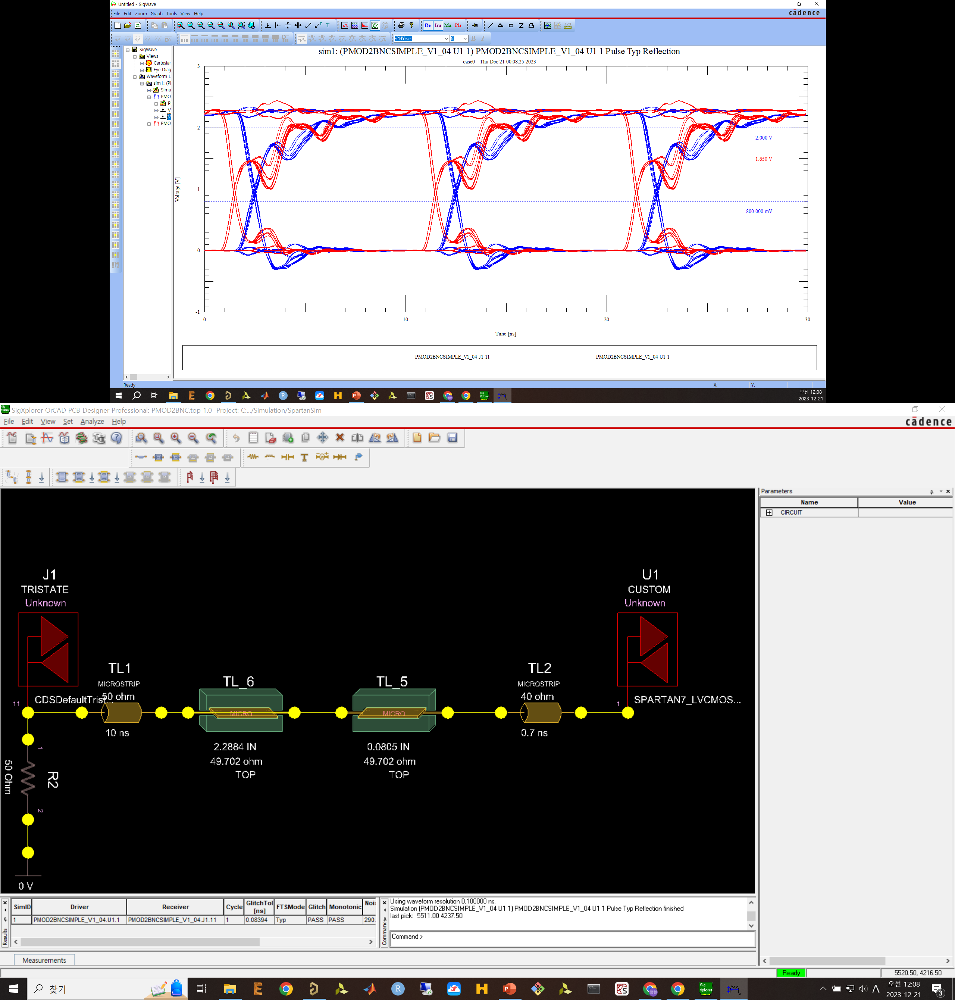 Untitled - SigWave
File Edit Zoom Graph Tools View Help
cādence
Re Im Ma Ph
SigWave
Views
Cartesian
Eye Diag
Waveform L
sim1: (PM
Simu
PMO
Pi
V
V
PMO
sim1: (PMOD2BNCSIMPLE_V1_04 U1 1) PMOD2BNCSIMPLE_V1_04 U1 1 Pulse Typ Reflection
case0 - Thu Dec 21 00:08:25 2023
3
2
1
0
-1
Voltage [V]
2.000 V
1.650 V
800.000 mV
0 10 20 30
Time [ns]
PMOD2BNCSIMPLE_V1_04 J1 11
PMOD2BNCSIMPLE_V1_04 U1 1
Ready
X:
Y:
오전 12:08
2023-12-21
SigXplorer OrCAD PCB Designer Professional: PMOD2BNC.top 1.0 Project: C:.../Simulation/SpartanSim
File Edit View Set Analyze Help
cādence
Parameters
Name Value
CIRCUIT
J1
TRISTATE
Unknown
U1
CUSTOM
Unknown
TL1
MICROSTRIP
50 ohm
10 ns
TL_6
MICRO
2.2884 IN
49.702 ohm
TOP
TL_5
MICRO
0.0805 IN
49.702 ohm
TOP
TL2
MICROSTRIP
40 ohm
0.7 ns
11
CDSDefaultTrist...
1
SPARTAN7_LVCMOS...
1
50 Ohm
R2
2
0 V
SimID Driver Receiver Cycle GlitchTol [ns] FTSMode Glitch Monotonic Noi
1 PMOD2BNCSIMPLE_V1_04.U1.1 PMOD2BNCSIMPLE_V1_04.J1.11 1 0.08394 Typ PASS PASS 290.
Results
Using waveform resolution 0.100000 ns.
Simulation (PMOD2BNCSIMPLE_V1_04 U1 1) PMOD2BNCSIMPLE_V1_04 U1 1 Pulse Typ Reflection finished
last pick: 5511.00 4237.50
Command >
Command
Measurements
Ready
5520.50, 4216.50
찾기
A
오전 12:08
2023-12-21
3